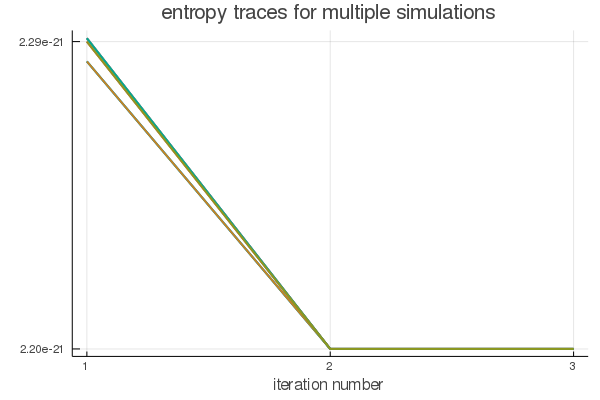 entropy traces for multiple simulations
2.29e-21
2.20e-21
1
2
3
iteration number